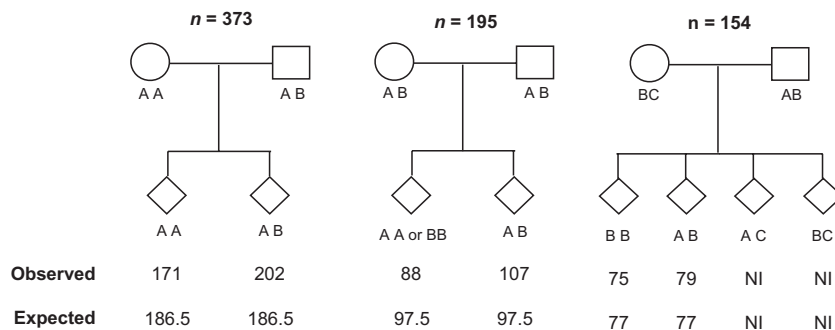 n = 373 n = 195 n = 154
A A A B A B A B BC AB
A A A B A A or BB A B B B A B A C BC
Observed 171 202 88 107 75 79 NI NI
Expected 186.5 186.5 97.5 97.5 77 77 NI NI